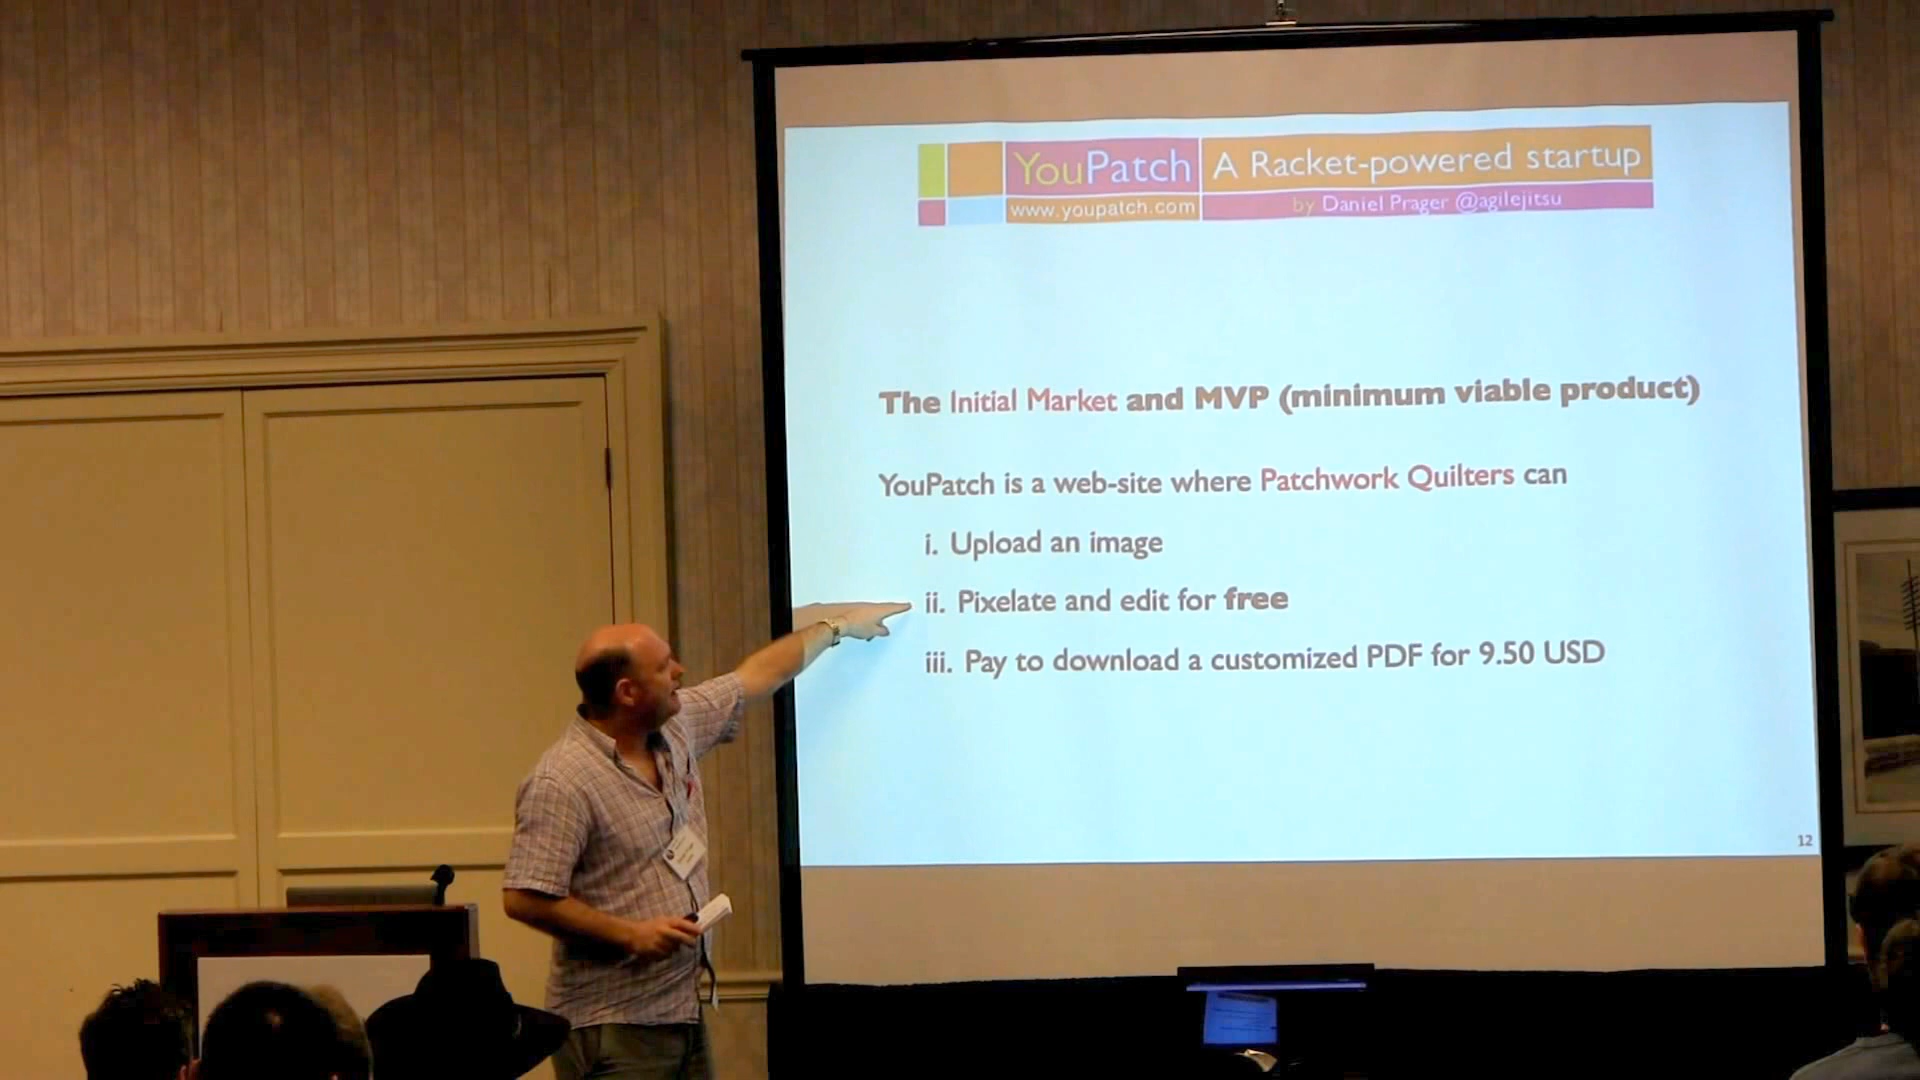 YouPatch
A Racket-powered startup
www.youpatch.com
by Daniel Prager @agilejitsu
The Initial Market and MVP (minimum viable product)
YouPatch is a web-site where Patchwork Quilters can
i. Upload an image
ii. Pixelate and edit for free
iii. Pay to download a customized PDF for 9.50 USD
12